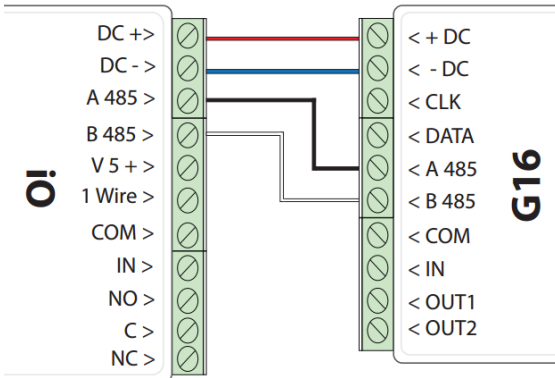 iO
DC +>
DC ->
A 485 >
B 485 >
V 5 + >
1 Wire >
COM >
IN >
NO >
C >
NC >
< + DC
< - DC
< CLK
< DATA
< A 485
< B 485
< COM
< IN
< OUT1
< OUT2
G16